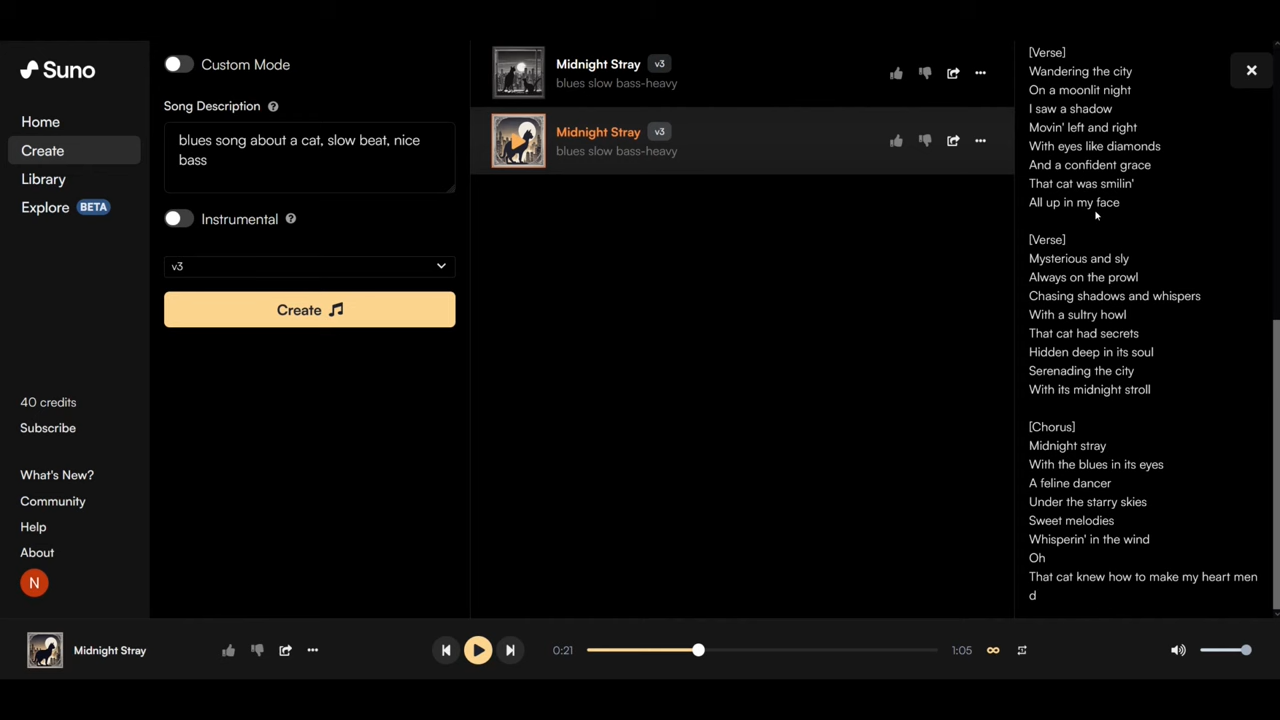 Suno
Home
Create
Library
Explore BETA
40 credits
Subscribe
What's New?
Community
Help
About
N
Custom Mode
Song Description
blues song about a cat, slow beat, nice
bass
Instrumental
v3
Create
Midnight Stray v3
blues slow bass-heavy
Midnight Stray v3
blues slow bass-heavy
[Verse]
Wandering the city
On a moonlit night
I saw a shadow
Movin' left and right
With eyes like diamonds
And a confident grace
That cat was smilin'
All up in my face
[Verse]
Mysterious and sly
Always on the prowl
Chasing shadows and whispers
With a sultry howl
That cat had secrets
Hidden deep in its soul
Serenading the city
With its midnight stroll
[Chorus]
Midnight stray
With the blues in its eyes
A feline dancer
Under the starry skies
Sweet melodies
Whisperin' in the wind
Oh
That cat knew how to make my heart men
d
Midnight Stray
0:21
1:05